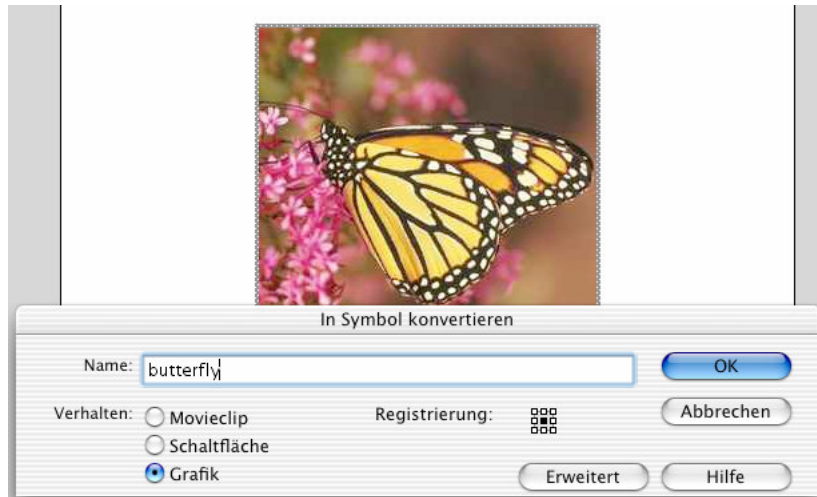 In Symbol konvertieren
Name: butterfly OK
Verhalten: Movieclip Registrierung: Abbrechen
Schaltfläche
Grafik Erweitert Hilfe